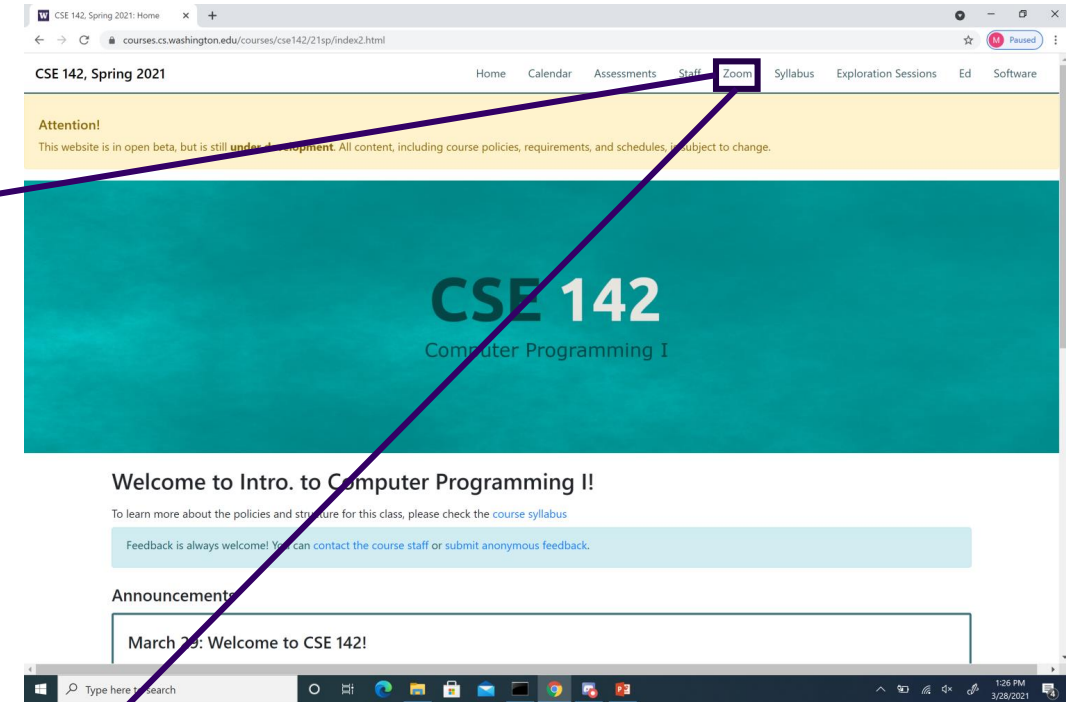 CSE 142, Spring 2021: Home
courses.cs.washington.edu/courses/cse142/21sp/index2.html
M Paused
CSE 142, Spring 2021 Home Calendar Assessments Staff Zoom Syllabus Exploration Sessions Ed Software
Attention!
This website is in open beta, but is still under development. All content, including course policies, requirements, and schedules, is subject to change.
CSE 142
Computer Programming I
Welcome to Intro. to Computer Programming I!
To learn more about the policies and structure for this class, please check the course syllabus
Feedback is always welcome! You can contact the course staff or submit anonymous feedback.
Announcements
March 29: Welcome to CSE 142!
Type here to search
1:26 PM
3/28/2021
4